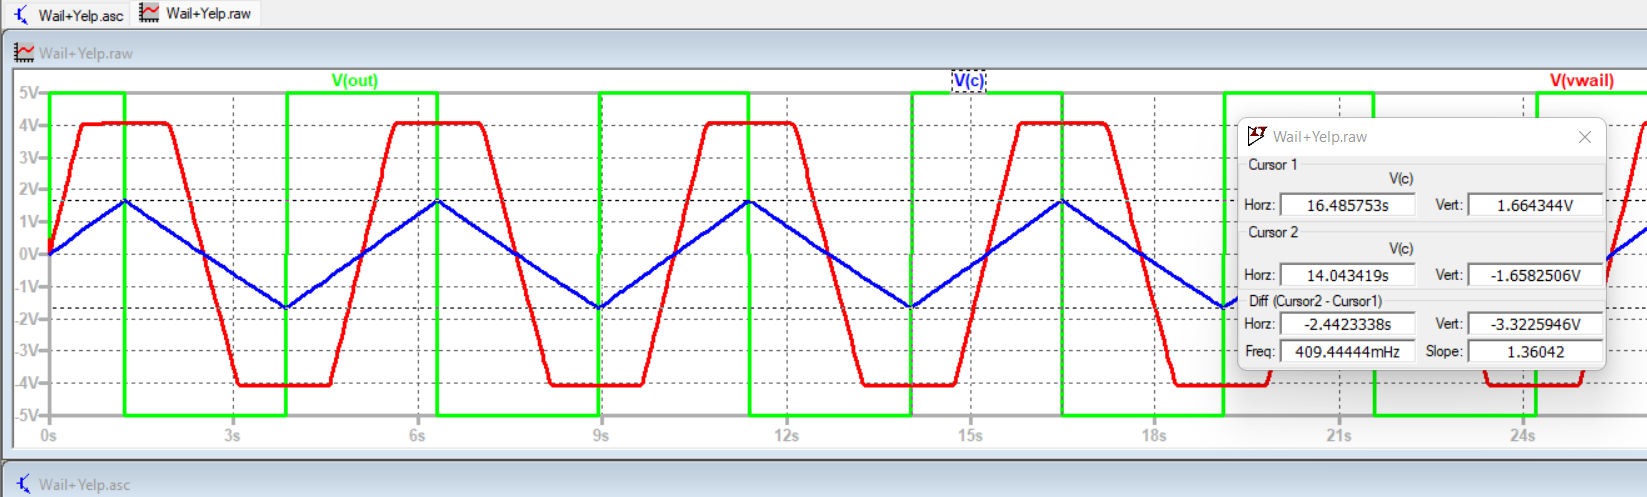 Wail+Yelp.asc Wail+Yelp.raw
Wail+Yelp.raw
V(out) V(c) V(vwail)
5V
4V
3V
2V
1V
0V
-1V
-2V
-3V
-4V
-5V
0s 3s 6s 9s 12s 15s 18s 21s 24s
Wail+Yelp.raw
Cursor 1
V(c)
Horz: 16.485753s Vert: 1.664344V
Cursor 2
V(c)
Horz: 14.043419s Vert: -1.6582506V
Diff (Cursor2 - Cursor1)
Horz: -2.4423338s Vert: -3.3225946V
Freq: 409.44444mHz Slope: 1.36042
Wail+Yelp.asc